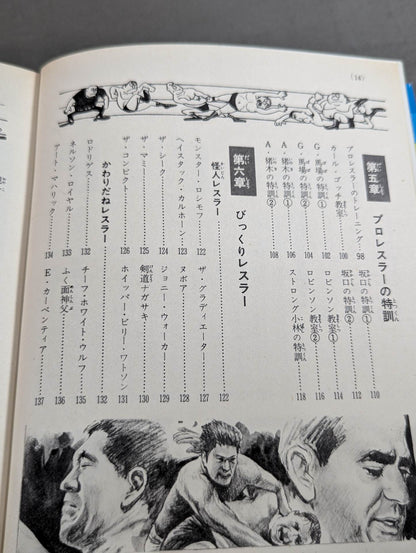 (14)
第五章 プロレスラーの特訓
プロレスラーのトレーニング……98
カール・ゴッチ教室……100
G・馬場の特訓①……102
G・馬場の特訓②……104
A・猪木の特訓①……106
A・猪木の特訓②……108
坂口の特訓①……110
坂口の特訓②……112
ロビンソン教室①……114
ロビンソン教室②……116
ストロング小林の特訓……118
第六章 びっくりレスラー
怪人レスラー……122
モンスター・ロシモフ……122
ヘイスタック・カルホーン……123
ザ・シーク……124
ザ・マミー……125
ザ・コンビクト……126
ザ・グラディエーター……127
ヌボア……128
ジョニー・ウォーカー……129
剣道ナガサキ……130
ホイッパー・ビリー・ワトソン……131
かわりだねレスラー……132
ロドリゲス……132
ネルソン・ロイヤル……133
アート・マハリック……134
チーフ・ホワイト・ウルフ……135
ふく面神父……136
E・カーペンティア……137